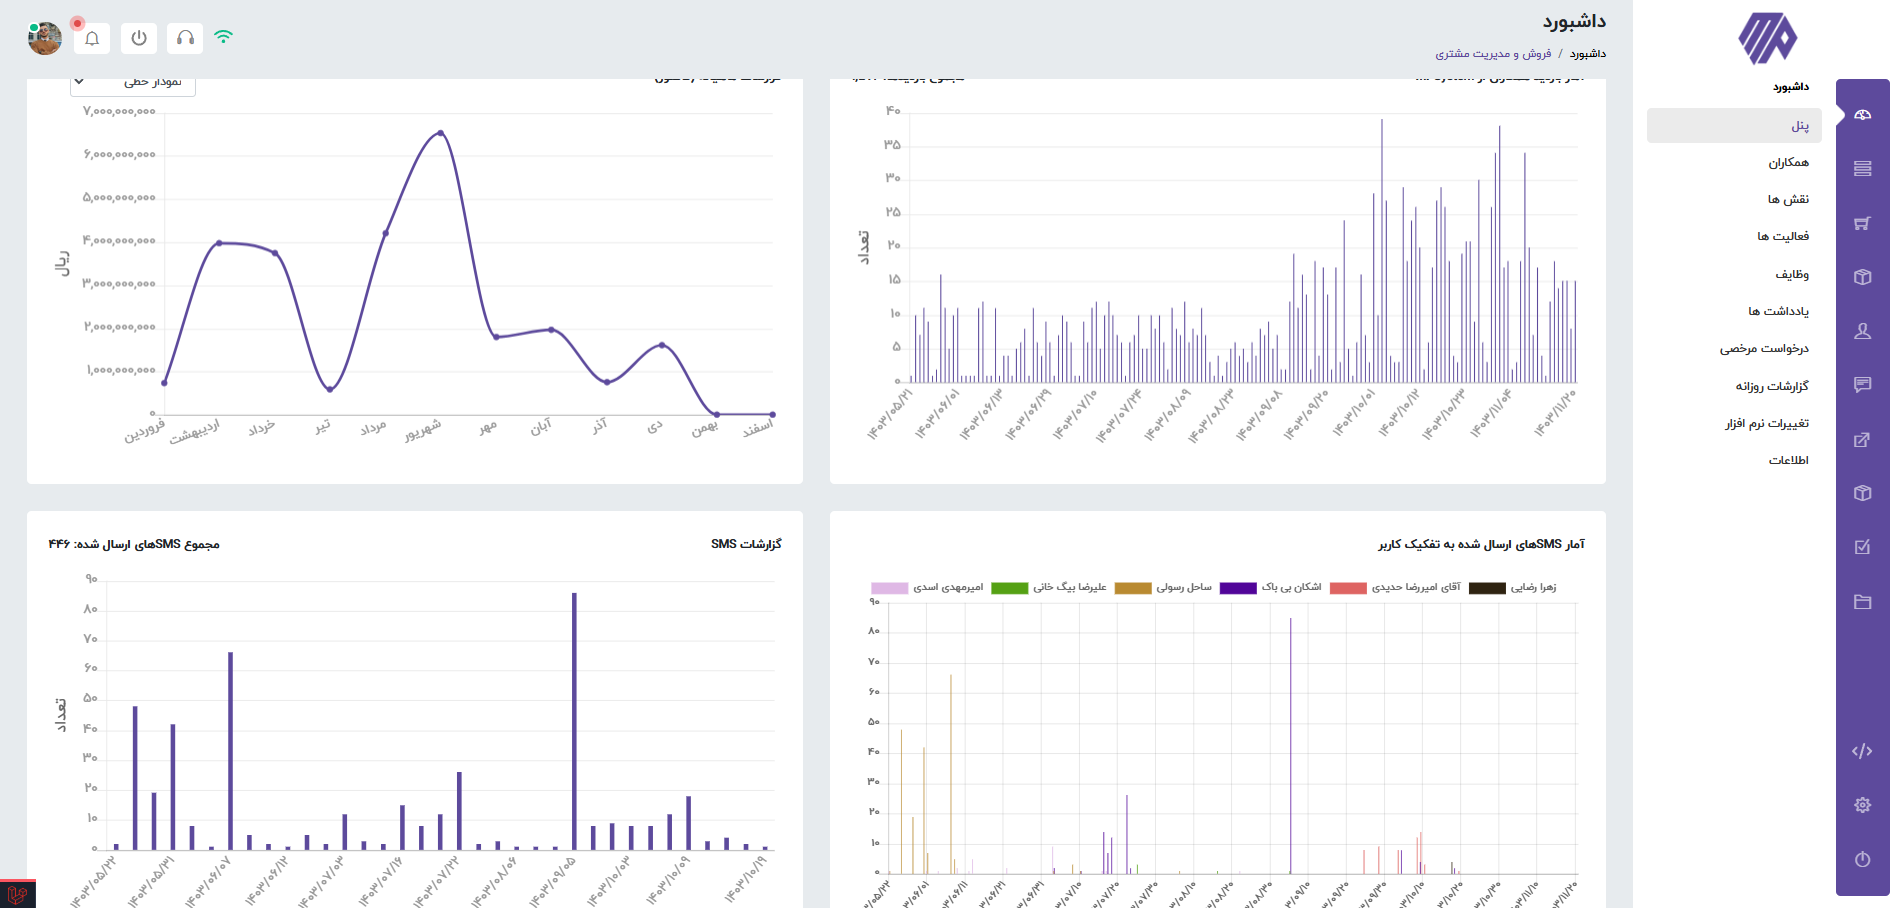 داشبورد
داشبورد / فروش و مدیریت مشتری
داشبورد
پنل
همکاران
نقش ها
فعالیت ها
وظایف
یادداشت ها
درخواست مرخصی
گزارشات روزانه
تغییرات نرم افزار
اطلاعات
تعداد
۴۰
۳۵
۳۰
۲۵
۲۰
۱۵
۱۰
۵
۰
۱۴۰۳/۰۵/۲۱
۱۴۰۳/۰۶/۰۱
۱۴۰۳/۰۶/۱۳
۱۴۰۳/۰۶/۲۹
۱۴۰۳/۰۷/۱۰
۱۴۰۳/۰۷/۲۴
۱۴۰۳/۰۸/۰۹
۱۴۰۳/۰۸/۲۳
۱۴۰۳/۰۹/۰۸
۱۴۰۳/۰۹/۲۰
۱۴۰۳/۱۰/۰۱
۱۴۰۳/۱۰/۱۲
۱۴۰۳/۱۰/۲۳
۱۴۰۳/۱۱/۰۴
۱۴۰۳/۱۱/۲۰
نمودار خطی
ریال
۷,۰۰۰,۰۰۰,۰۰۰
۶,۰۰۰,۰۰۰,۰۰۰
۵,۰۰۰,۰۰۰,۰۰۰
۴,۰۰۰,۰۰۰,۰۰۰
۳,۰۰۰,۰۰۰,۰۰۰
۲,۰۰۰,۰۰۰,۰۰۰
۱,۰۰۰,۰۰۰,۰۰۰
۰
فروردین
اردیبهشت
خرداد
تیر
مرداد
شهریور
مهر
آبان
آذر
دی
بهمن
اسفند
آمار SMSهای ارسال شده به تفکیک کاربر
زهرا رضایی
آقای امیررضا حدیدی
اشکان بی باک
ساحل رسولی
علیرضا بیگ خانی
امیرمهدی اسدی
۹۰
۸۰
۷۰
۶۰
۵۰
۴۰
۳۰
۲۰
۱۰
۰
گزارشات SMS
مجموع SMSهای ارسال شده: ۴۴۶
تعداد
۹۰
۸۰
۷۰
۶۰
۵۰
۴۰
۳۰
۲۰
۱۰
۰
۱۴۰۳/۰۵/۲۲
۱۴۰۳/۰۵/۳۱
۱۴۰۳/۰۶/۰۷
۱۴۰۳/۰۶/۱۲
۱۴۰۳/۰۷/۰۳
۱۴۰۳/۰۷/۱۶
۱۴۰۳/۰۷/۲۲
۱۴۰۳/۰۸/۰۶
۱۴۰۳/۰۹/۰۵
۱۴۰۳/۱۰/۰۳
۱۴۰۳/۱۰/۰۹
۱۴۰۳/۱۰/۱۹